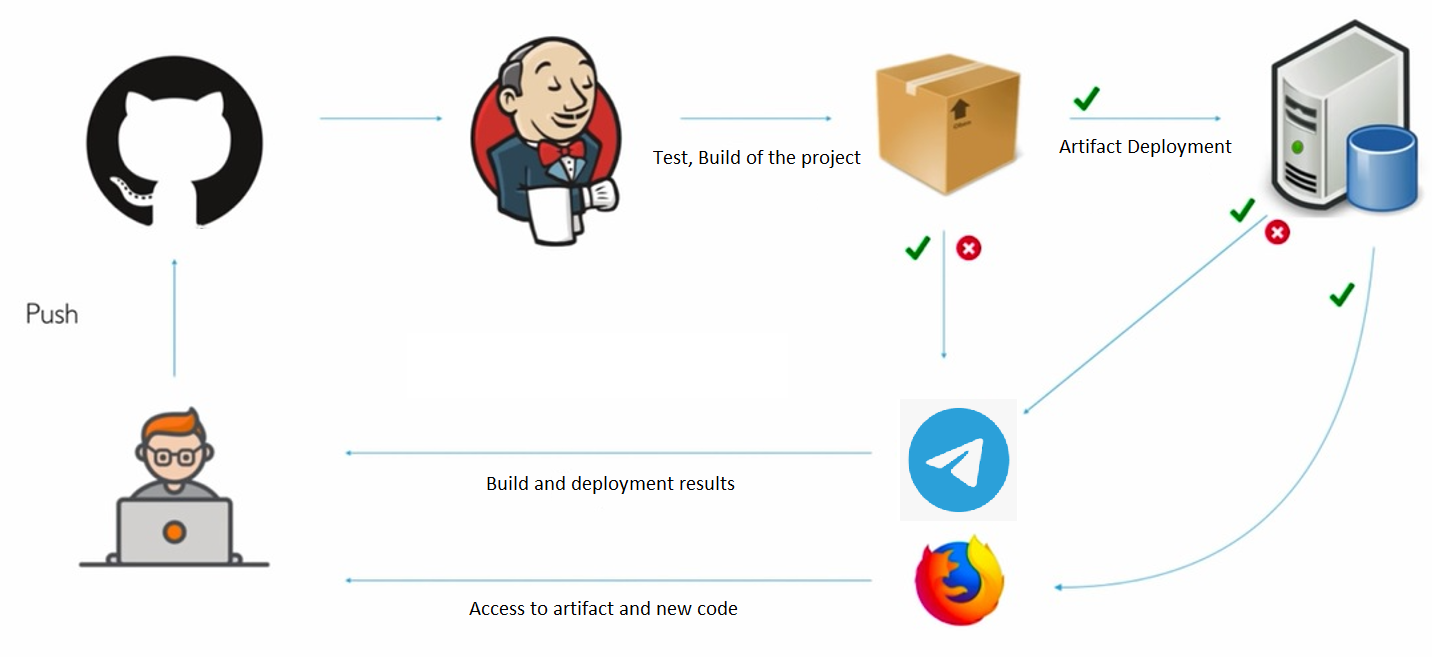 Test, Build of the project
Artifact Deployment
Push
Build and deployment results
Access to artifact and new code